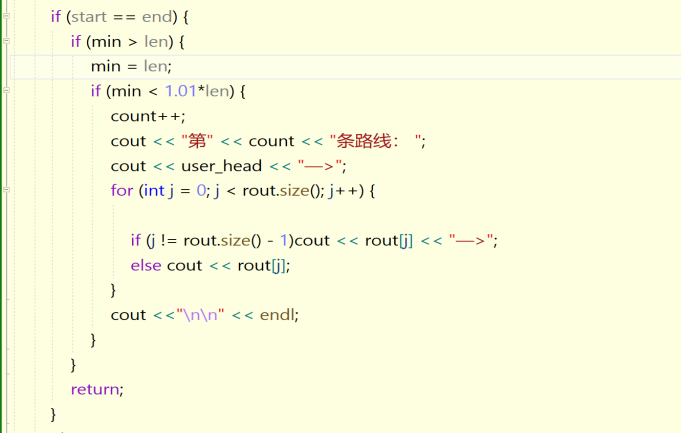 if (start == end) {
if (min > len) {
min = len;
if (min < 1.01*len) {
count++;
cout << "第" << count << "条路线： ";
cout << user_head << "—>";
for (int j = 0; j < rout.size(); j++) {
if (j != rout.size() - 1)cout << rout[j] << "—>";
else cout << rout[j];
}
cout <<"\n\n" << endl;
}
}
return;
}